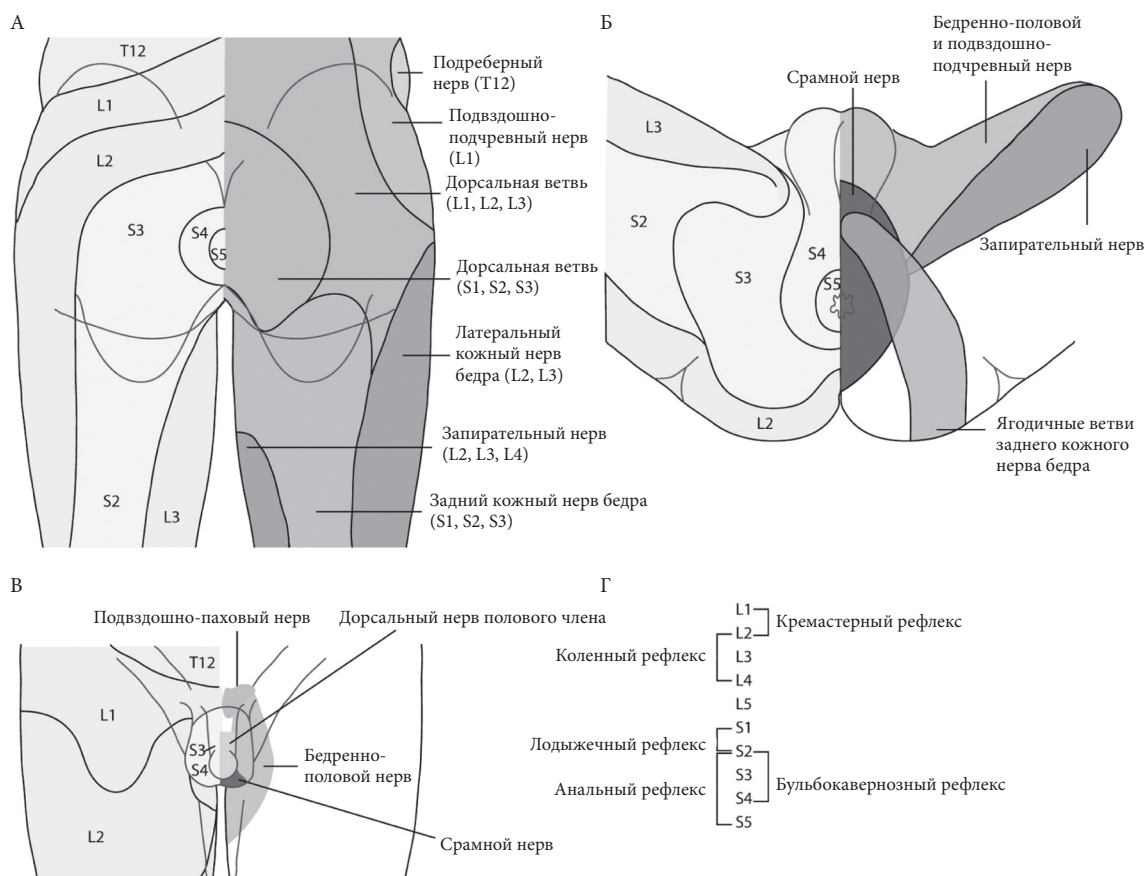 А
T12
L1
L2
S3
S4
S5
S2
L3
Подреберный
нерв (T12)
Подвздошно-
подчревный нерв
(L1)
Дорсальная ветвь
(L1, L2, L3)
Дорсальная ветвь
(S1, S2, S3)
Латеральный
кожный нерв
бедра (L2, L3)
Запирательный нерв
(L2, L3, L4)
Задний кожный нерв бедра
(S1, S2, S3)
Б
Бедренно-половой
и подвздошно-
подчревный нерв
Срамной нерв
L3
S2
S3
S4
S5
L2
Запирательный нерв
Ягодичные ветви
заднего кожного
нерва бедра
В
Подвздошно-паховый нерв
Дорсальный нерв полового члена
T12
L1
S3
S4
L2
Бедренно-
половой нерв
Срамной нерв
Г
L1
L2
L3
L4
L5
S1
S2
S3
S4
S5
Кремастерный рефлекс
Коленный рефлекс
Лодыжечный рефлекс
Анальный рефлекс
Бульбокавернозный рефлекс